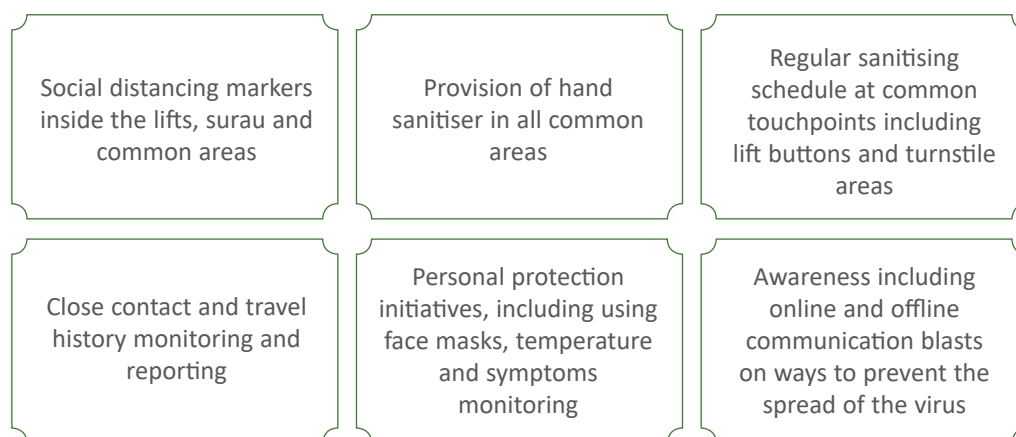 Social distancing markers
inside the lifts, surau and
common areas
Provision of hand
sanitiser in all common
areas
Regular sanitising
schedule at common
touchpoints including
lift buttons and turnstile
areas
Close contact and travel
history monitoring and
reporting
Personal protection
initiatives, including using
face masks, temperature
and symptoms
monitoring
Awareness including
online and offline
communication blasts
on ways to prevent the
spread of the virus